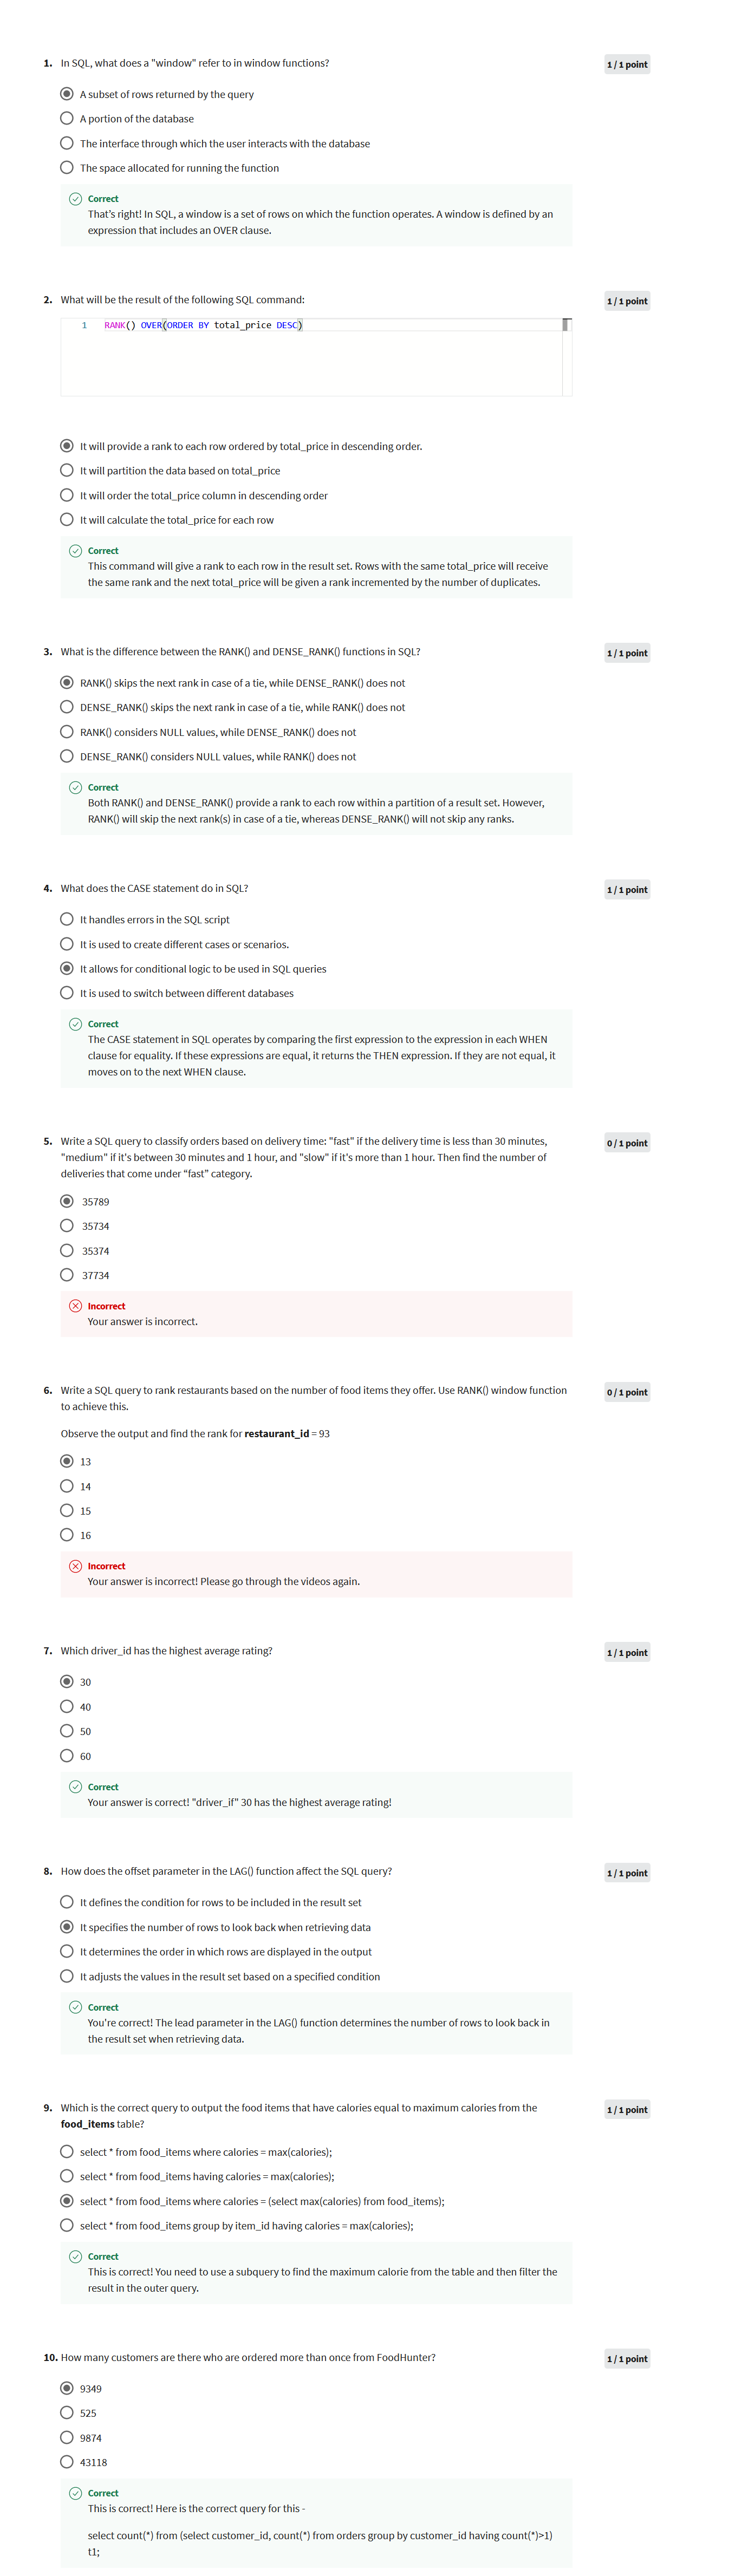 1. In SQL, what does a "window" refer to in window functions?
1 / 1 point
A subset of rows returned by the query
A portion of the database
The interface through which the user interacts with the database
The space allocated for running the function
Correct
That's right! In SQL, a window is a set of rows on which the function operates. A window is defined by an
expression that includes an OVER clause.
2. What will be the result of the following SQL command:
1 / 1 point
1 RANK() OVER(ORDER BY total_price DESC)
It will provide a rank to each row ordered by total_price in descending order.
It will partition the data based on total_price
It will order the total_price column in descending order
It will calculate the total_price for each row
Correct
This command will give a rank to each row in the result set. Rows with the same total_price will receive
the same rank and the next total_price will be given a rank incremented by the number of duplicates.
3. What is the difference between the RANK() and DENSE_RANK() functions in SQL?
1 / 1 point
RANK() skips the next rank in case of a tie, while DENSE_RANK() does not
DENSE_RANK() skips the next rank in case of a tie, while RANK() does not
RANK() considers NULL values, while DENSE_RANK() does not
DENSE_RANK() considers NULL values, while RANK() does not
Correct
Both RANK() and DENSE_RANK() provide a rank to each row within a partition of a result set. However,
RANK() will skip the next rank(s) in case of a tie, whereas DENSE_RANK() will not skip any ranks.
4. What does the CASE statement do in SQL?
1 / 1 point
It handles errors in the SQL script
It is used to create different cases or scenarios.
It allows for conditional logic to be used in SQL queries
It is used to switch between different databases
Correct
The CASE statement in SQL operates by comparing the first expression to the expression in each WHEN
clause for equality. If these expressions are equal, it returns the THEN expression. If they are not equal, it
moves on to the next WHEN clause.
5. Write a SQL query to classify orders based on delivery time: "fast" if the delivery time is less than 30 minutes,
0 / 1 point
"medium" if it's between 30 minutes and 1 hour, and "slow" if it's more than 1 hour. Then find the number of
deliveries that come under “fast” category.
35789
35734
35374
37734
Incorrect
Your answer is incorrect.
6. Write a SQL query to rank restaurants based on the number of food items they offer. Use RANK() window function
0 / 1 point
to achieve this.
Observe the output and find the rank for restaurant_id = 93
13
14
15
16
Incorrect
Your answer is incorrect! Please go through the videos again.
7. Which driver_id has the highest average rating?
1 / 1 point
30
40
50
60
Correct
Your answer is correct! "driver_if" 30 has the highest average rating!
8. How does the offset parameter in the LAG() function affect the SQL query?
1 / 1 point
It defines the condition for rows to be included in the result set
It specifies the number of rows to look back when retrieving data
It determines the order in which rows are displayed in the output
It adjusts the values in the result set based on a specified condition
Correct
You're correct! The lead parameter in the LAG() function determines the number of rows to look back in
the result set when retrieving data.
9. Which is the correct query to output the food items that have calories equal to maximum calories from the
1 / 1 point
food_items table?
select * from food_items where calories = max(calories);
select * from food_items having calories = max(calories);
select * from food_items where calories = (select max(calories) from food_items);
select * from food_items group by item_id having calories = max(calories);
Correct
This is correct! You need to use a subquery to find the maximum calorie from the table and then filter the
result in the outer query.
10. How many customers are there who are ordered more than once from FoodHunter?
1 / 1 point
9349
525
9874
43118
Correct
This is correct! Here is the correct query for this -
select count(*) from (select customer_id, count(*) from orders group by customer_id having count(*)>1)
t1;